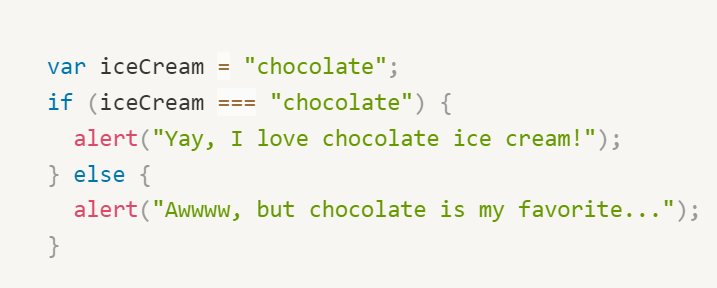 var iceCream = "chocolate";
if (iceCream === "chocolate") {
  alert("Yay, I love chocolate ice cream!");
} else {
  alert("Awwww, but chocolate is my favorite...");
}